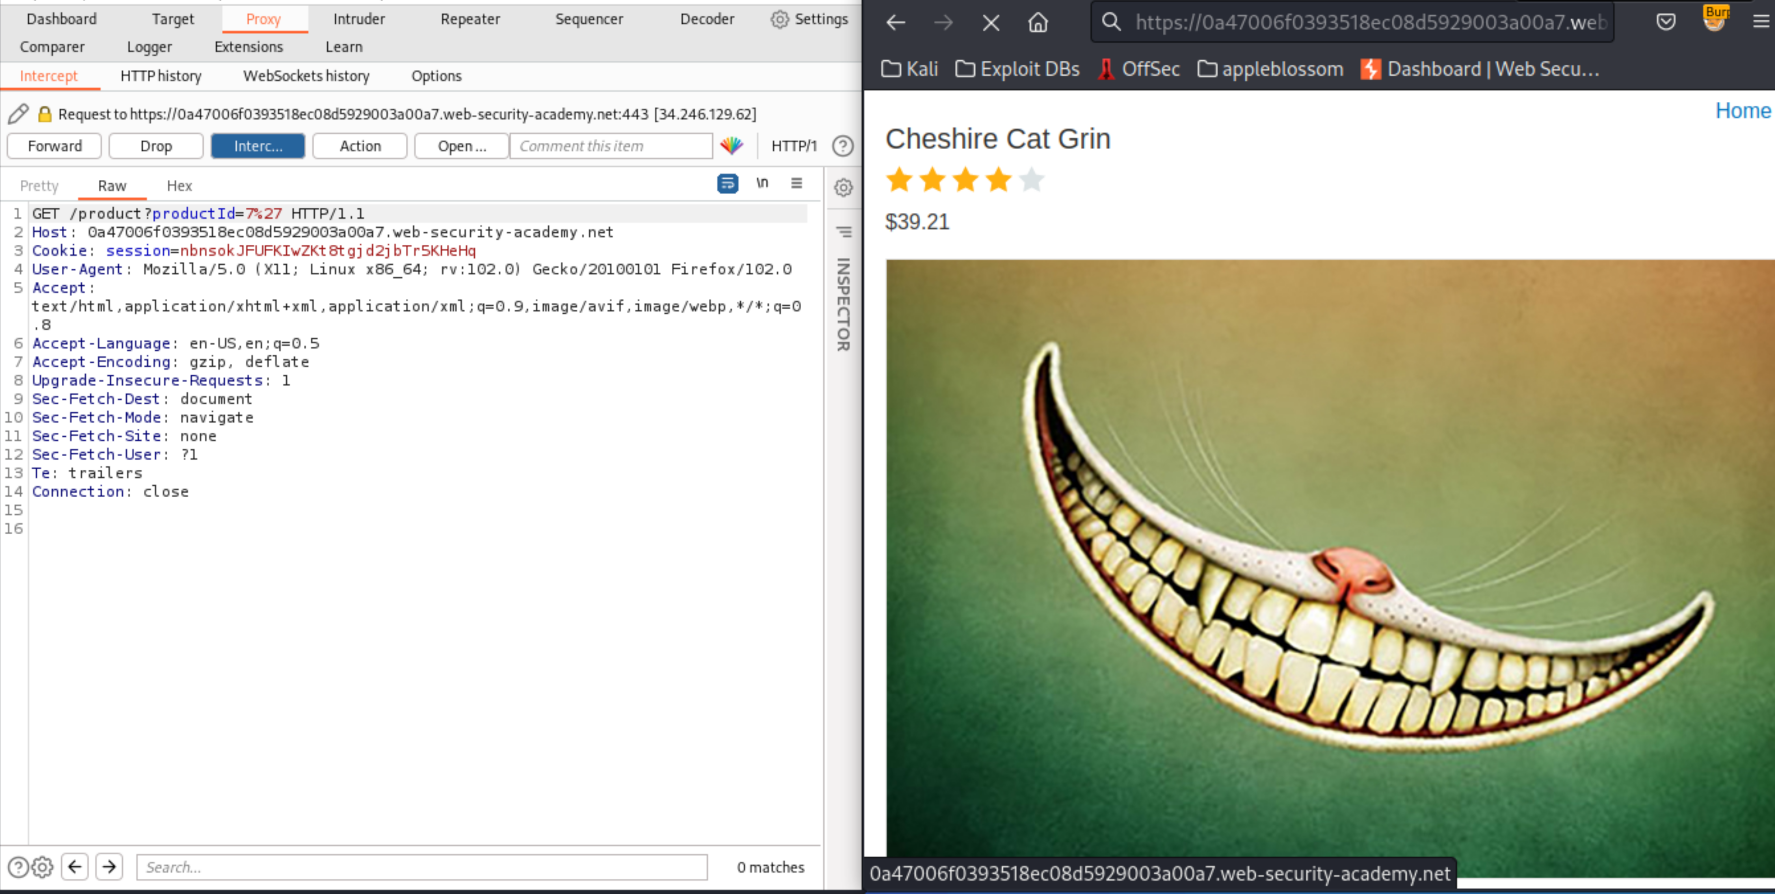 Dashboard Target Proxy Intruder Repeater Sequencer Decoder Settings
Comparer Logger Extensions Learn
Intercept HTTP history WebSockets history Options
Request to https://0a47006f0393518ec08d5929003a00a7.web-security-academy.net:443 [34.246.129.62]
Forward Drop Interc... Action Open ... Comment this item HTTP/1 ?
Pretty Raw Hex \n
1 GET /product?productId=7%27 HTTP/1.1
2 Host: 0a47006f0393518ec08d5929003a00a7.web-security-academy.net
3 Cookie: session=nbnsokJFUFKIwZKt8tgjd2jbTr5KHeHq
4 User-Agent: Mozilla/5.0 (X11; Linux x86_64; rv:102.0) Gecko/20100101 Firefox/102.0
5 Accept:
text/html,application/xhtml+xml,application/xml;q=0.9,image/avif,image/webp,*/*;q=0
.8
6 Accept-Language: en-US,en;q=0.5
7 Accept-Encoding: gzip, deflate
8 Upgrade-Insecure-Requests: 1
9 Sec-Fetch-Dest: document
10 Sec-Fetch-Mode: navigate
11 Sec-Fetch-Site: none
12 Sec-Fetch-User: ?1
13 Te: trailers
14 Connection: close
15
16
INSPECTOR
? Search... 0 matches
https://0a47006f0393518ec08d5929003a00a7.web
Burp
Kali Exploit DBs OffSec appleblossom Dashboard | Web Secu...
Home
Cheshire Cat Grin
$39.21
0a47006f0393518ec08d5929003a00a7.web-security-academy.net